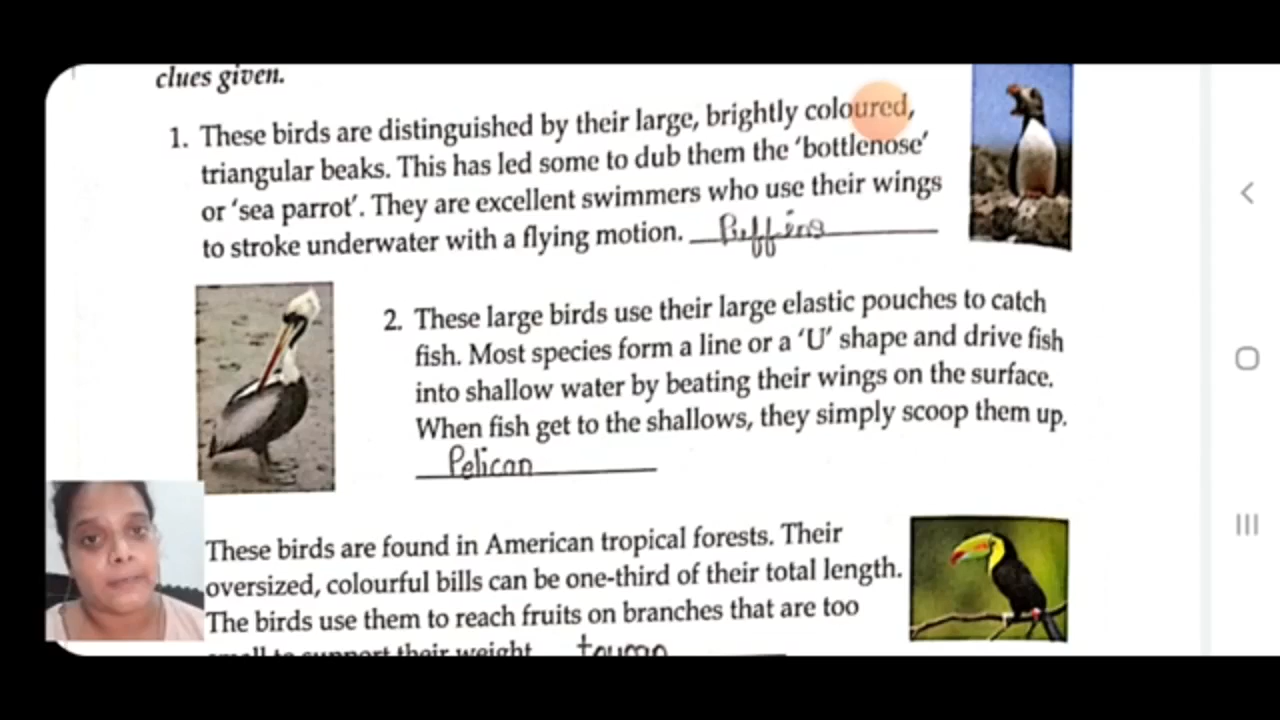 clues given.
1. These birds are distinguished by their large, brightly coloured,
triangular beaks. This has led some to dub them the ‘bottlenose’
or ‘sea parrot’. They are excellent swimmers who use their wings
to stroke underwater with a flying motion. Puffins
2. These large birds use their large elastic pouches to catch
fish. Most species form a line or a ‘U’ shape and drive fish
into shallow water by beating their wings on the surface.
When fish get to the shallows, they simply scoop them up.
Pelican
These birds are found in American tropical forests. Their
oversized, colourful bills can be one-third of their total length.
The birds use them to reach fruits on branches that are too
small to support their weight